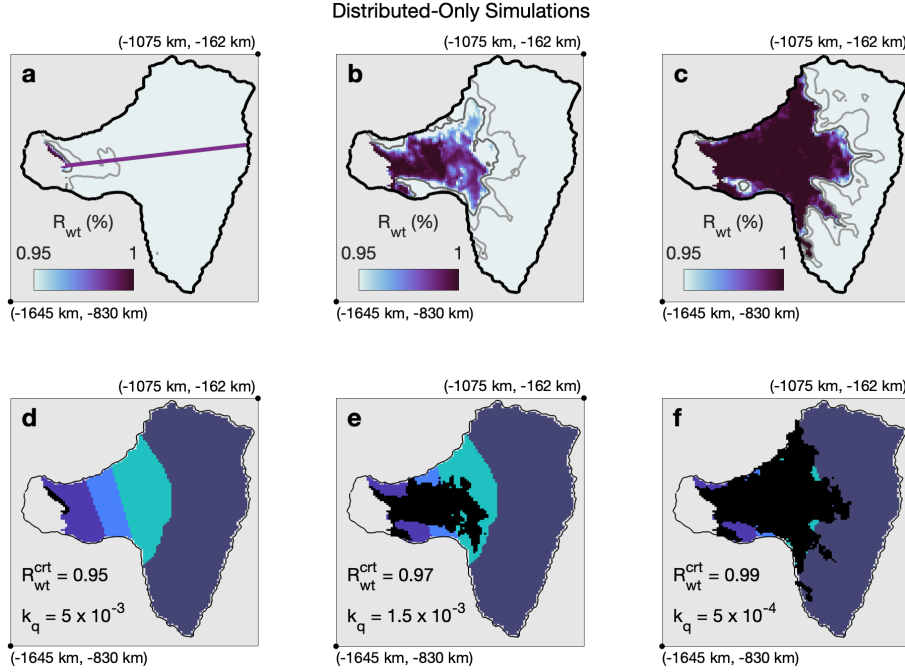 Distributed-Only Simulations
(-1075 km, -162 km)
(-1075 km, -162 km)
(-1075 km, -162 km)
a
b
c
R_wt (%)
R_wt (%)
R_wt (%)
0.95 1
0.95 1
0.95 1
(-1645 km, -830 km)
(-1645 km, -830 km)
(-1645 km, -830 km)
(-1075 km, -162 km)
(-1075 km, -162 km)
(-1075 km, -162 km)
d
e
f
R_wt^crt = 0.95
R_wt^crt = 0.97
R_wt^crt = 0.99
k_q = 5 x 10^-3
k_q = 1.5 x 10^-3
k_q = 5 x 10^-4
(-1645 km, -830 km)
(-1645 km, -830 km)
(-1645 km, -830 km)